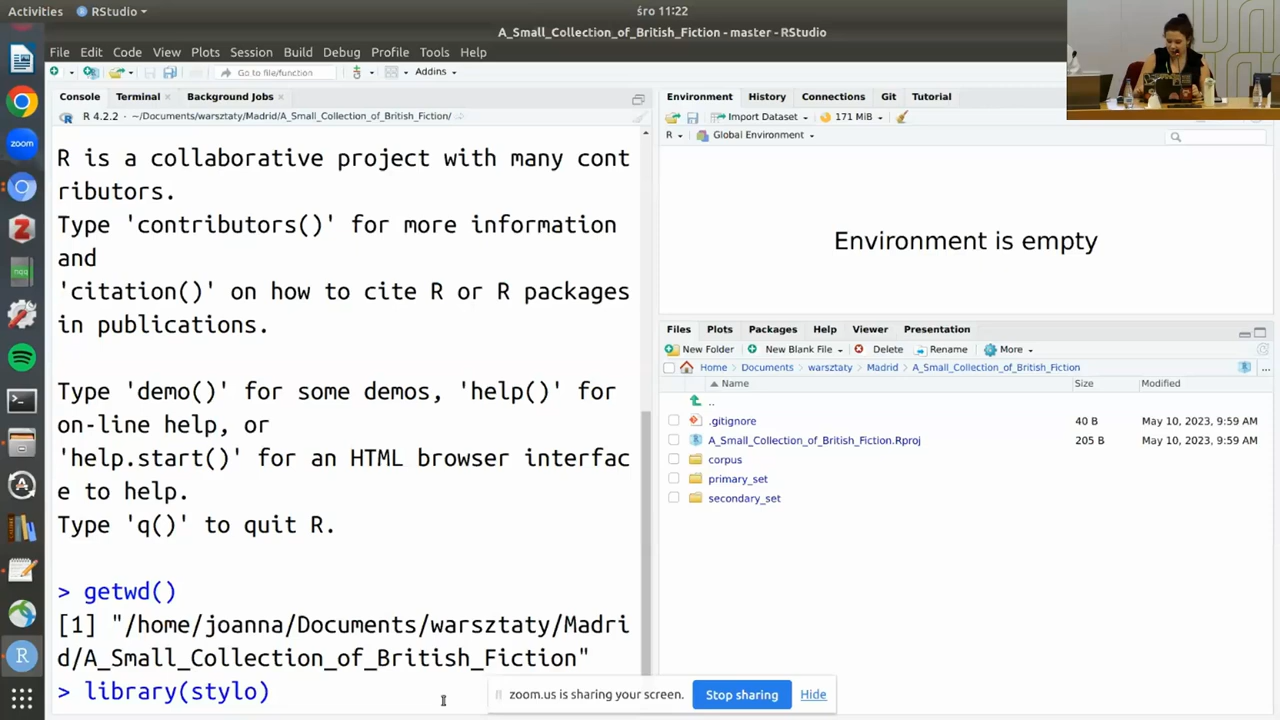 Activities
RStudio
śro 11:22
A_Small_Collection_of_British_Fiction - master - RStudio
File Edit Code View Plots Session Build Debug Profile Tools Help
Go to file/function
Addins
Console Terminal Background Jobs
R 4.2.2 · ~/Documents/warsztaty/Madrid/A_Small_Collection_of_British_Fiction/
R is a collaborative project with many cont
ributors.
Type 'contributors()' for more information
and
'citation()' on how to cite R or R packages
in publications.
Type 'demo()' for some demos, 'help()' for
on-line help, or
'help.start()' for an HTML browser interfac
e to help.
Type 'q()' to quit R.
> getwd()
[1] "/home/joanna/Documents/warsztaty/Madri
d/A_Small_Collection_of_British_Fiction"
> library(stylo)
Environment History Connections Git Tutorial
Import Dataset
171 MiB
R
Global Environment
Environment is empty
Files Plots Packages Help Viewer Presentation
New Folder New Blank File Delete Rename More
Home Documents warsztaty Madrid A_Small_Collection_of_British_Fiction
...
Name Size Modified
..
.gitignore 40 B May 10, 2023, 9:59 AM
A_Small_Collection_of_British_Fiction.Rproj 205 B May 10, 2023, 9:59 AM
corpus
primary_set
secondary_set
zoom.us is sharing your screen. Stop sharing Hide
zoom
Z
nqq
R